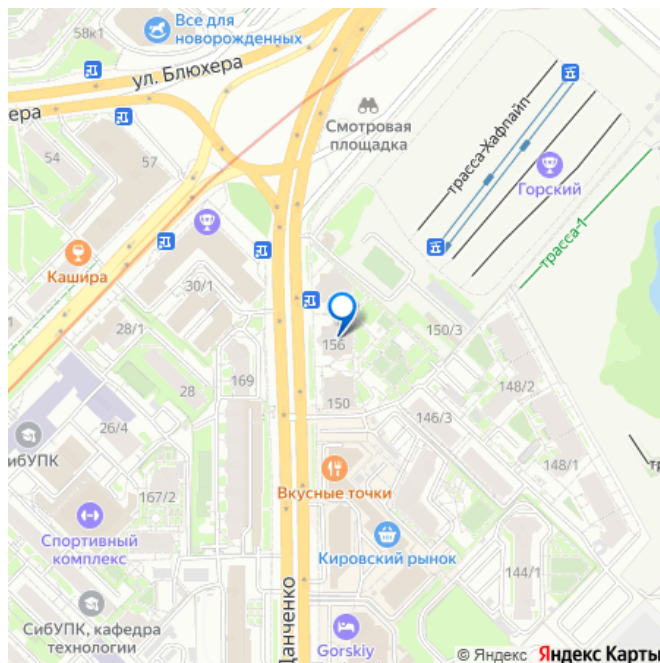 58к1
Все для
новорожденных
ул. Блюхера
ера
Смотровая
площадка
трасса-Хафпайп
Горский
трасса-1
54
57
Кашира
30/1
28/1
156
150/3
169
28
150
148/2
146/3
26/4
148/1
СибУПК
167/2
Вкусные точки
Спортивный
комплекс
Кировский рынок
144/1
СибУПК, кафедра
технологии
Данченко
Gorskiy
© Яндекс Яндекс Карты